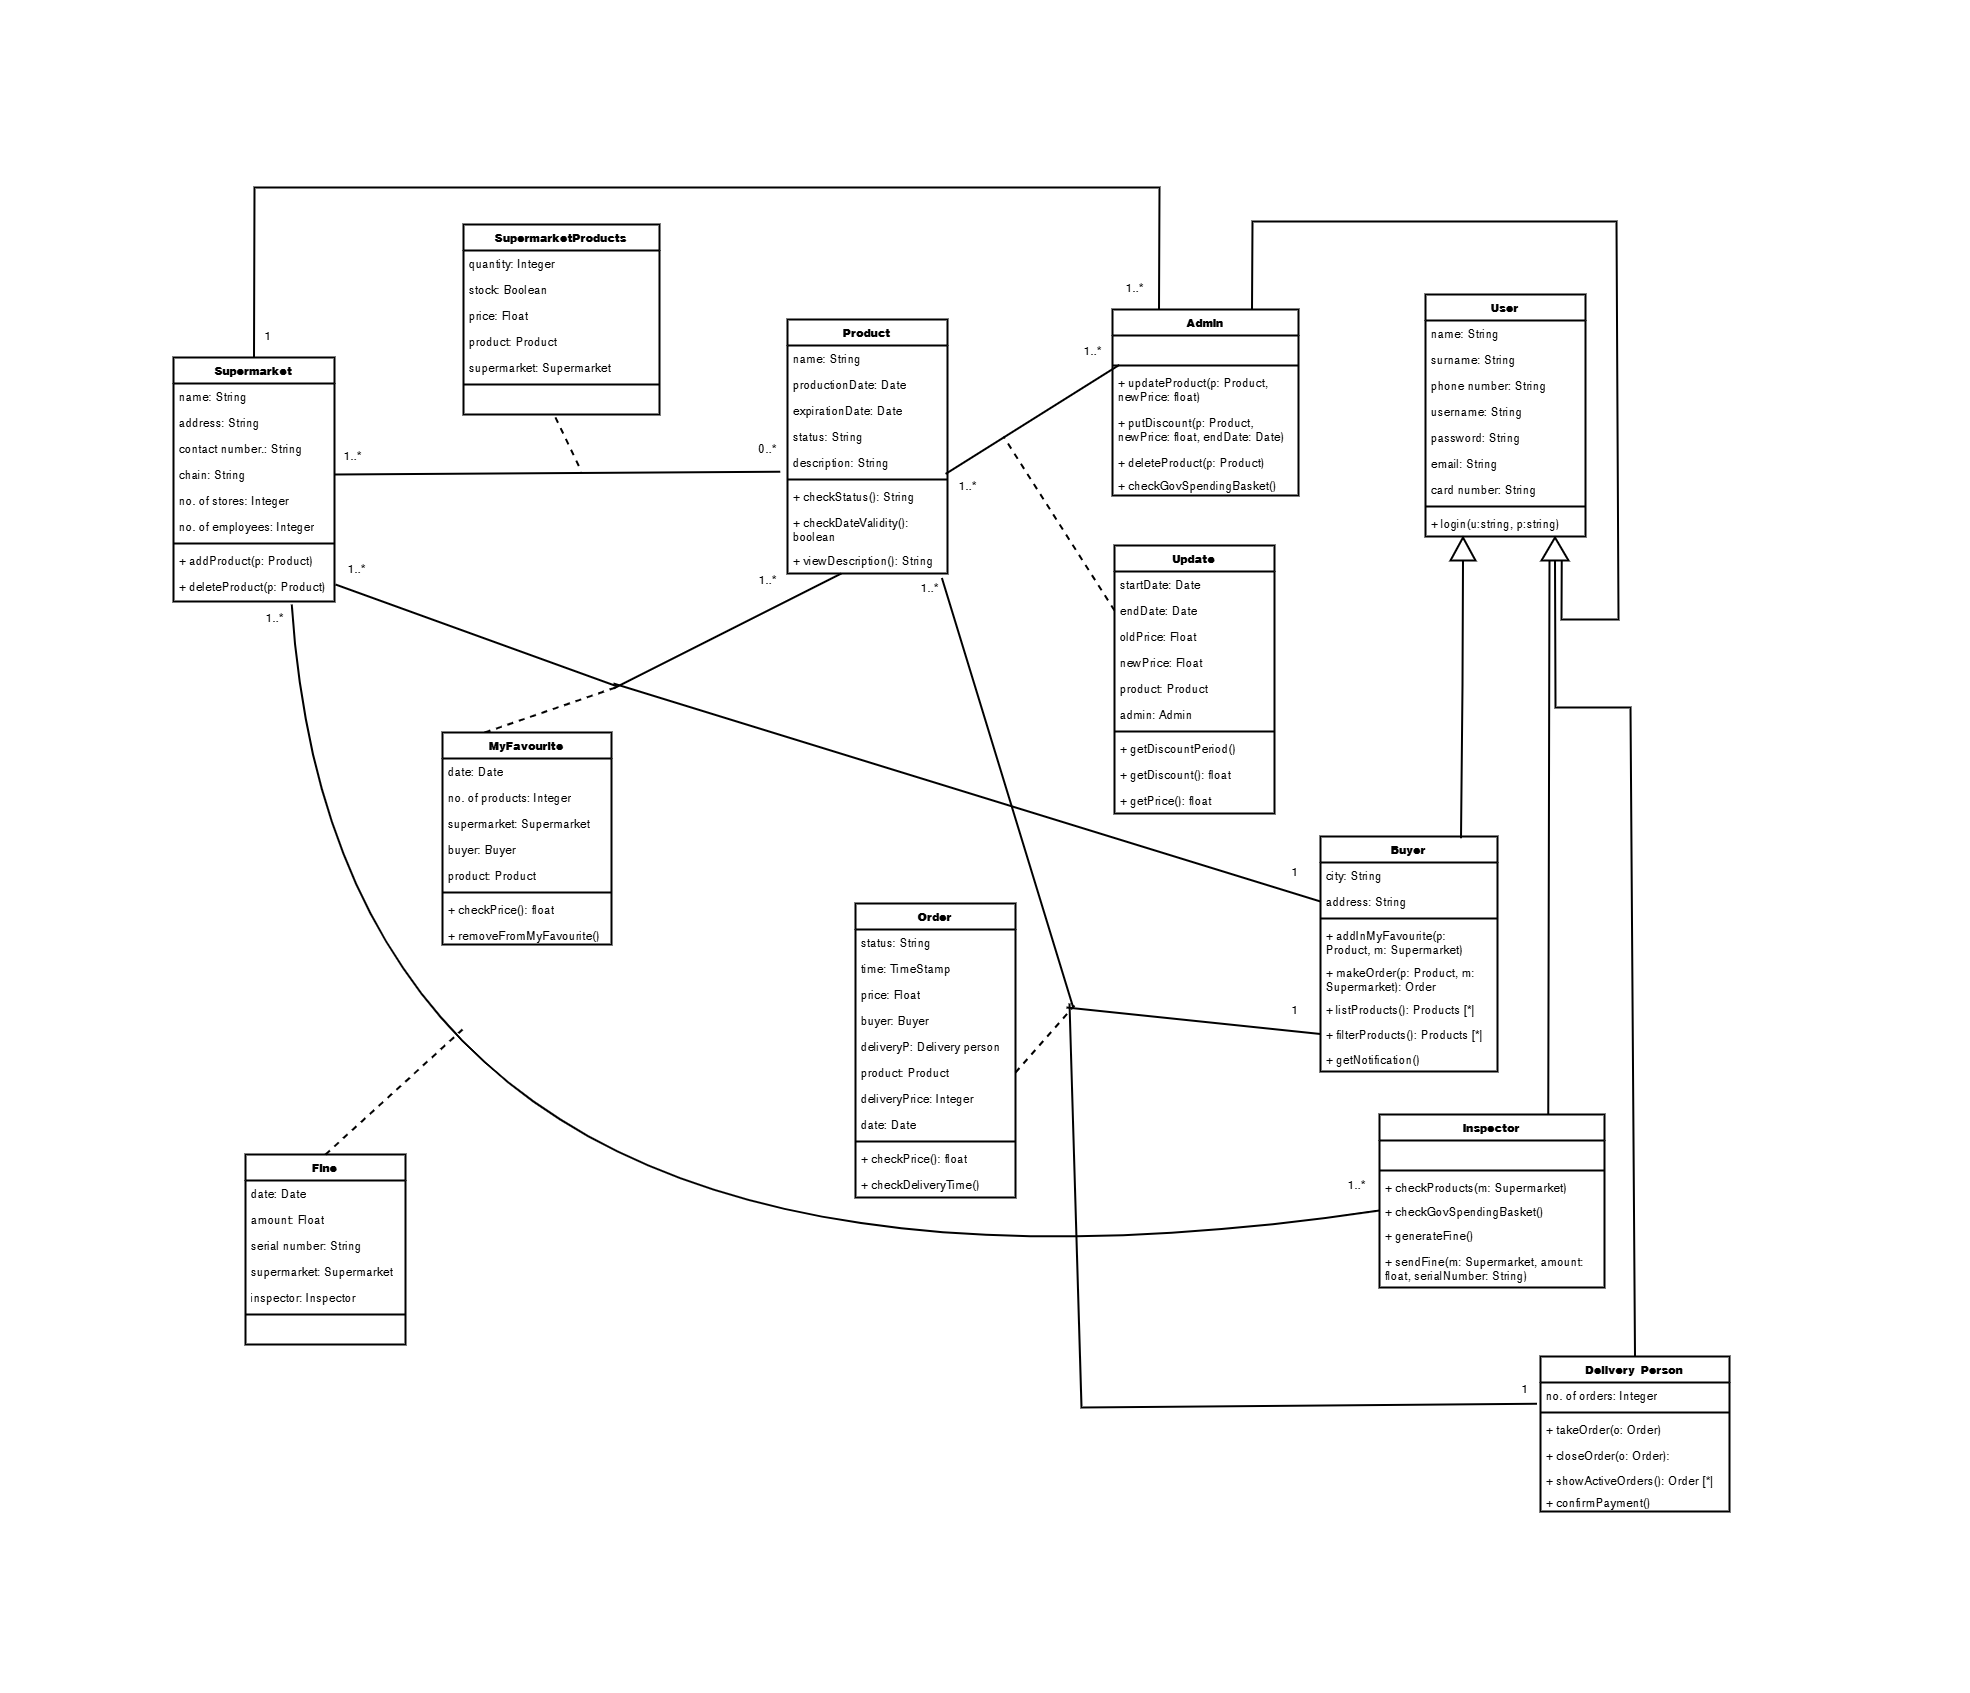 SupermarketProducts
quantity: Integer
stock: Boolean
price: Float
product: Product
supermarket: Supermarket
1
Supermarket
name: String
address: String
contact number.: String
chain: String
no. of stores: Integer
no. of employees: Integer
+ addProduct(p: Product)
+ deleteProduct(p: Product)
1..*
1..*
1..*
0..*
Product
name: String
productionDate: Date
expirationDate: Date
status: String
description: String
+ checkStatus(): String
+ checkDateValidity():
boolean
+ viewDescription(): String
1..*
1..*
1..*
1..*
1..*
Admin
+ updateProduct(p: Product,
newPrice: float)
+ putDiscount(p: Product,
newPrice: float, endDate: Date)
+ deleteProduct(p: Product)
+ checkGovSpendingBasket()
User
name: String
surname: String
phone number: String
username: String
password: String
email: String
card number: String
+ login(u:string, p:string)
Update
startDate: Date
endDate: Date
oldPrice: Float
newPrice: Float
product: Product
admin: Admin
+ getDiscountPeriod()
+ getDiscount(): float
+ getPrice(): float
MyFavourite
date: Date
no. of products: Integer
supermarket: Supermarket
buyer: Buyer
product: Product
+ checkPrice(): float
+ removeFromMyFavourite()
Order
status: String
time: TimeStamp
price: Float
buyer: Buyer
deliveryP: Delivery person
product: Product
deliveryPrice: Integer
date: Date
+ checkPrice(): float
+ checkDeliveryTime()
1
1
Buyer
city: String
address: String
+ addInMyFavourite(p:
Product, m: Supermarket)
+ makeOrder(p: Product, m:
Supermarket): Order
+ listProducts(): Products [*]
+ filterProducts(): Products [*]
+ getNotification()
Fine
date: Date
amount: Float
serial number: String
supermarket: Supermarket
inspector: Inspector
1..*
Inspector
+ checkProducts(m: Supermarket)
+ checkGovSpendingBasket()
+ generateFine()
+ sendFine(m: Supermarket, amount:
float, serialNumber: String)
1
Delivery Person
no. of orders: Integer
+ takeOrder(o: Order)
+ closeOrder(o: Order):
+ showActiveOrders(): Order [*]
+ confirmPayment()